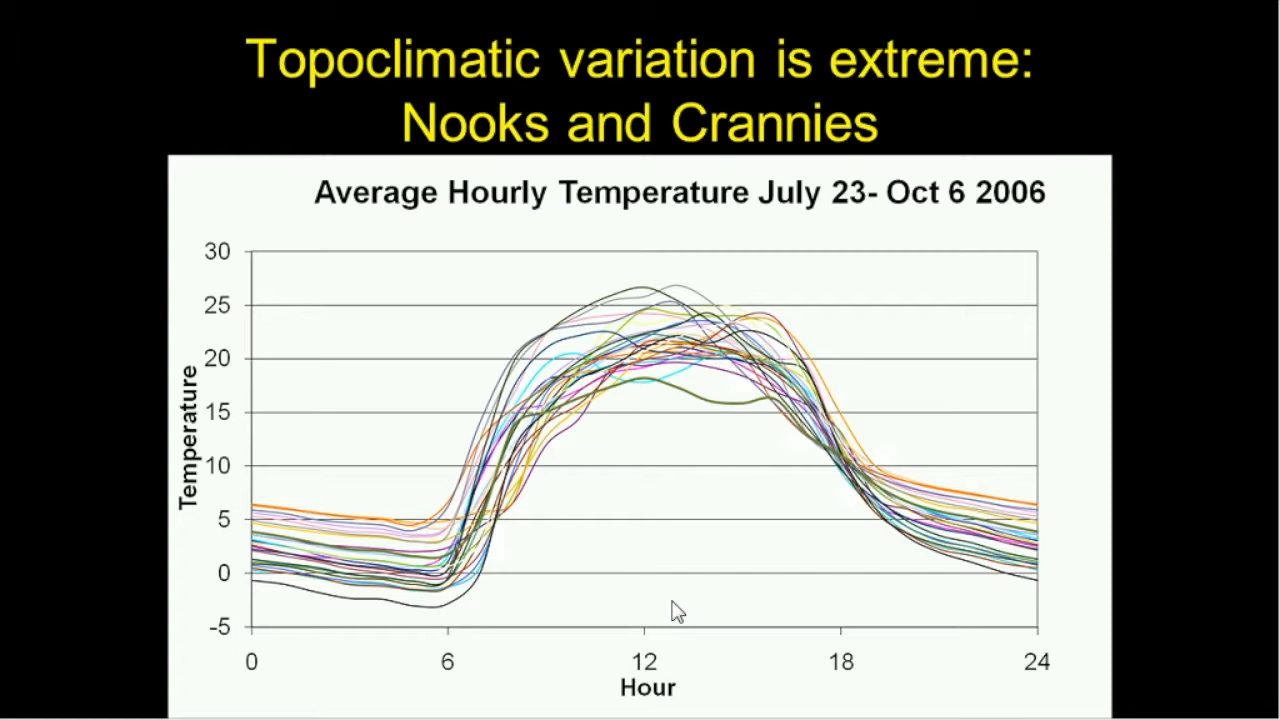 Topoclimatic variation is extreme:
Nooks and Crannies
Average Hourly Temperature July 23- Oct 6 2006
30
25
20
15
10
5
0
-5
Temperature
0 6 12 18 24
Hour